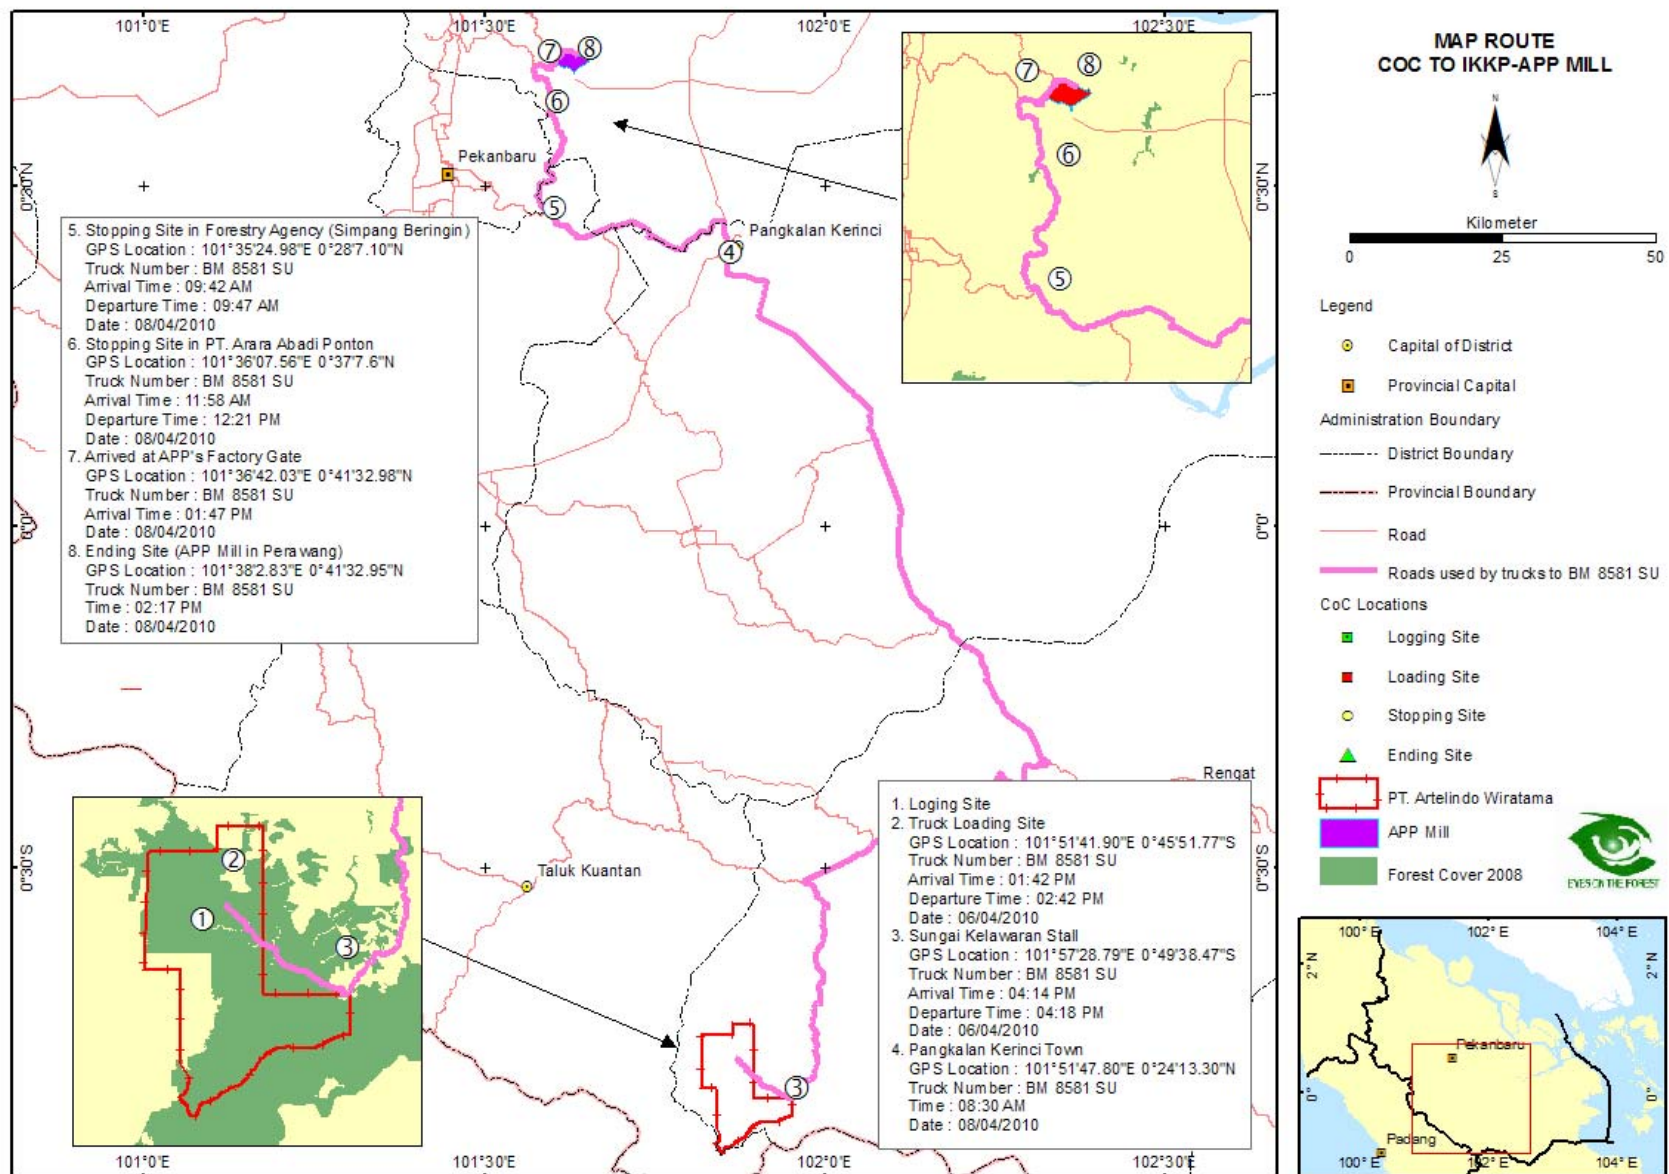 101°0'E 101°30'E 102°0'E 102°30'E
7 8
6
Pekanbaru
5
Pangkalan Kerinci
4
7 8
6
5
0°30'N
0°30'N
5. Stopping Site in Forestry Agency (Simpang Beringin)
GPS Location : 101°35'24.98"E 0°28'7.10"N
Truck Number : BM 8581 SU
Arrival Time : 09:42 AM
Departure Time : 09:47 AM
Date : 08/04/2010
6. Stopping Site in PT. Arara Abadi Ponton
GPS Location : 101°36'07.56"E 0°37'7.6"N
Truck Number : BM 8581 SU
Arrival Time : 11:58 AM
Departure Time : 12:21 PM
Date : 08/04/2010
7. Arrived at APP's Factory Gate
GPS Location : 101°36'42.03"E 0°41'32.98"N
Truck Number : BM 8581 SU
Arrival Time : 01:47 PM
Date : 08/04/2010
8. Ending Site (APP Mill in Perawang)
GPS Location : 101°38'2.83"E 0°41'32.95"N
Truck Number : BM 8581 SU
Time : 02:17 PM
Date : 08/04/2010
0°0'
0°0'
Rengat
Taluk Kuantan
0°30'S
0°30'S
2
1
3
3
1. Loging Site
2. Truck Loading Site
GPS Location : 101°51'41.90"E 0°45'51.77"S
Truck Number : BM 8581 SU
Arrival Time : 01:42 PM
Departure Time : 02:42 PM
Date : 06/04/2010
3. Sungai Kelawaran Stall
GPS Location : 101°57'28.79"E 0°49'38.47"S
Truck Number : BM 8581 SU
Arrival Time : 04:14 PM
Departure Time : 04:18 PM
Date : 06/04/2010
4. Pangkalan Kerinci Town
GPS Location : 101°51'47.80"E 0°24'13.30"N
Truck Number : BM 8581 SU
Time : 08:30 AM
Date : 08/04/2010
101°0'E 101°30'E 102°0'E 102°30'E
MAP ROUTE
COC TO IKKP-APP MILL
N
S
Kilometer
0 25 50
Legend
Capital of District
Provincial Capital
Administration Boundary
District Boundary
Provincial Boundary
Road
Roads used by trucks to BM 8581 SU
CoC Locations
Logging Site
Loading Site
Stopping Site
Ending Site
PT. Artelindo Wiratama
APP Mill
Forest Cover 2008
EYES ON THE FOREST
100° E 102° E 104° E
2° N 2° N
Pekanbaru
0° 0°
Padang
100° E 102° E 104° E